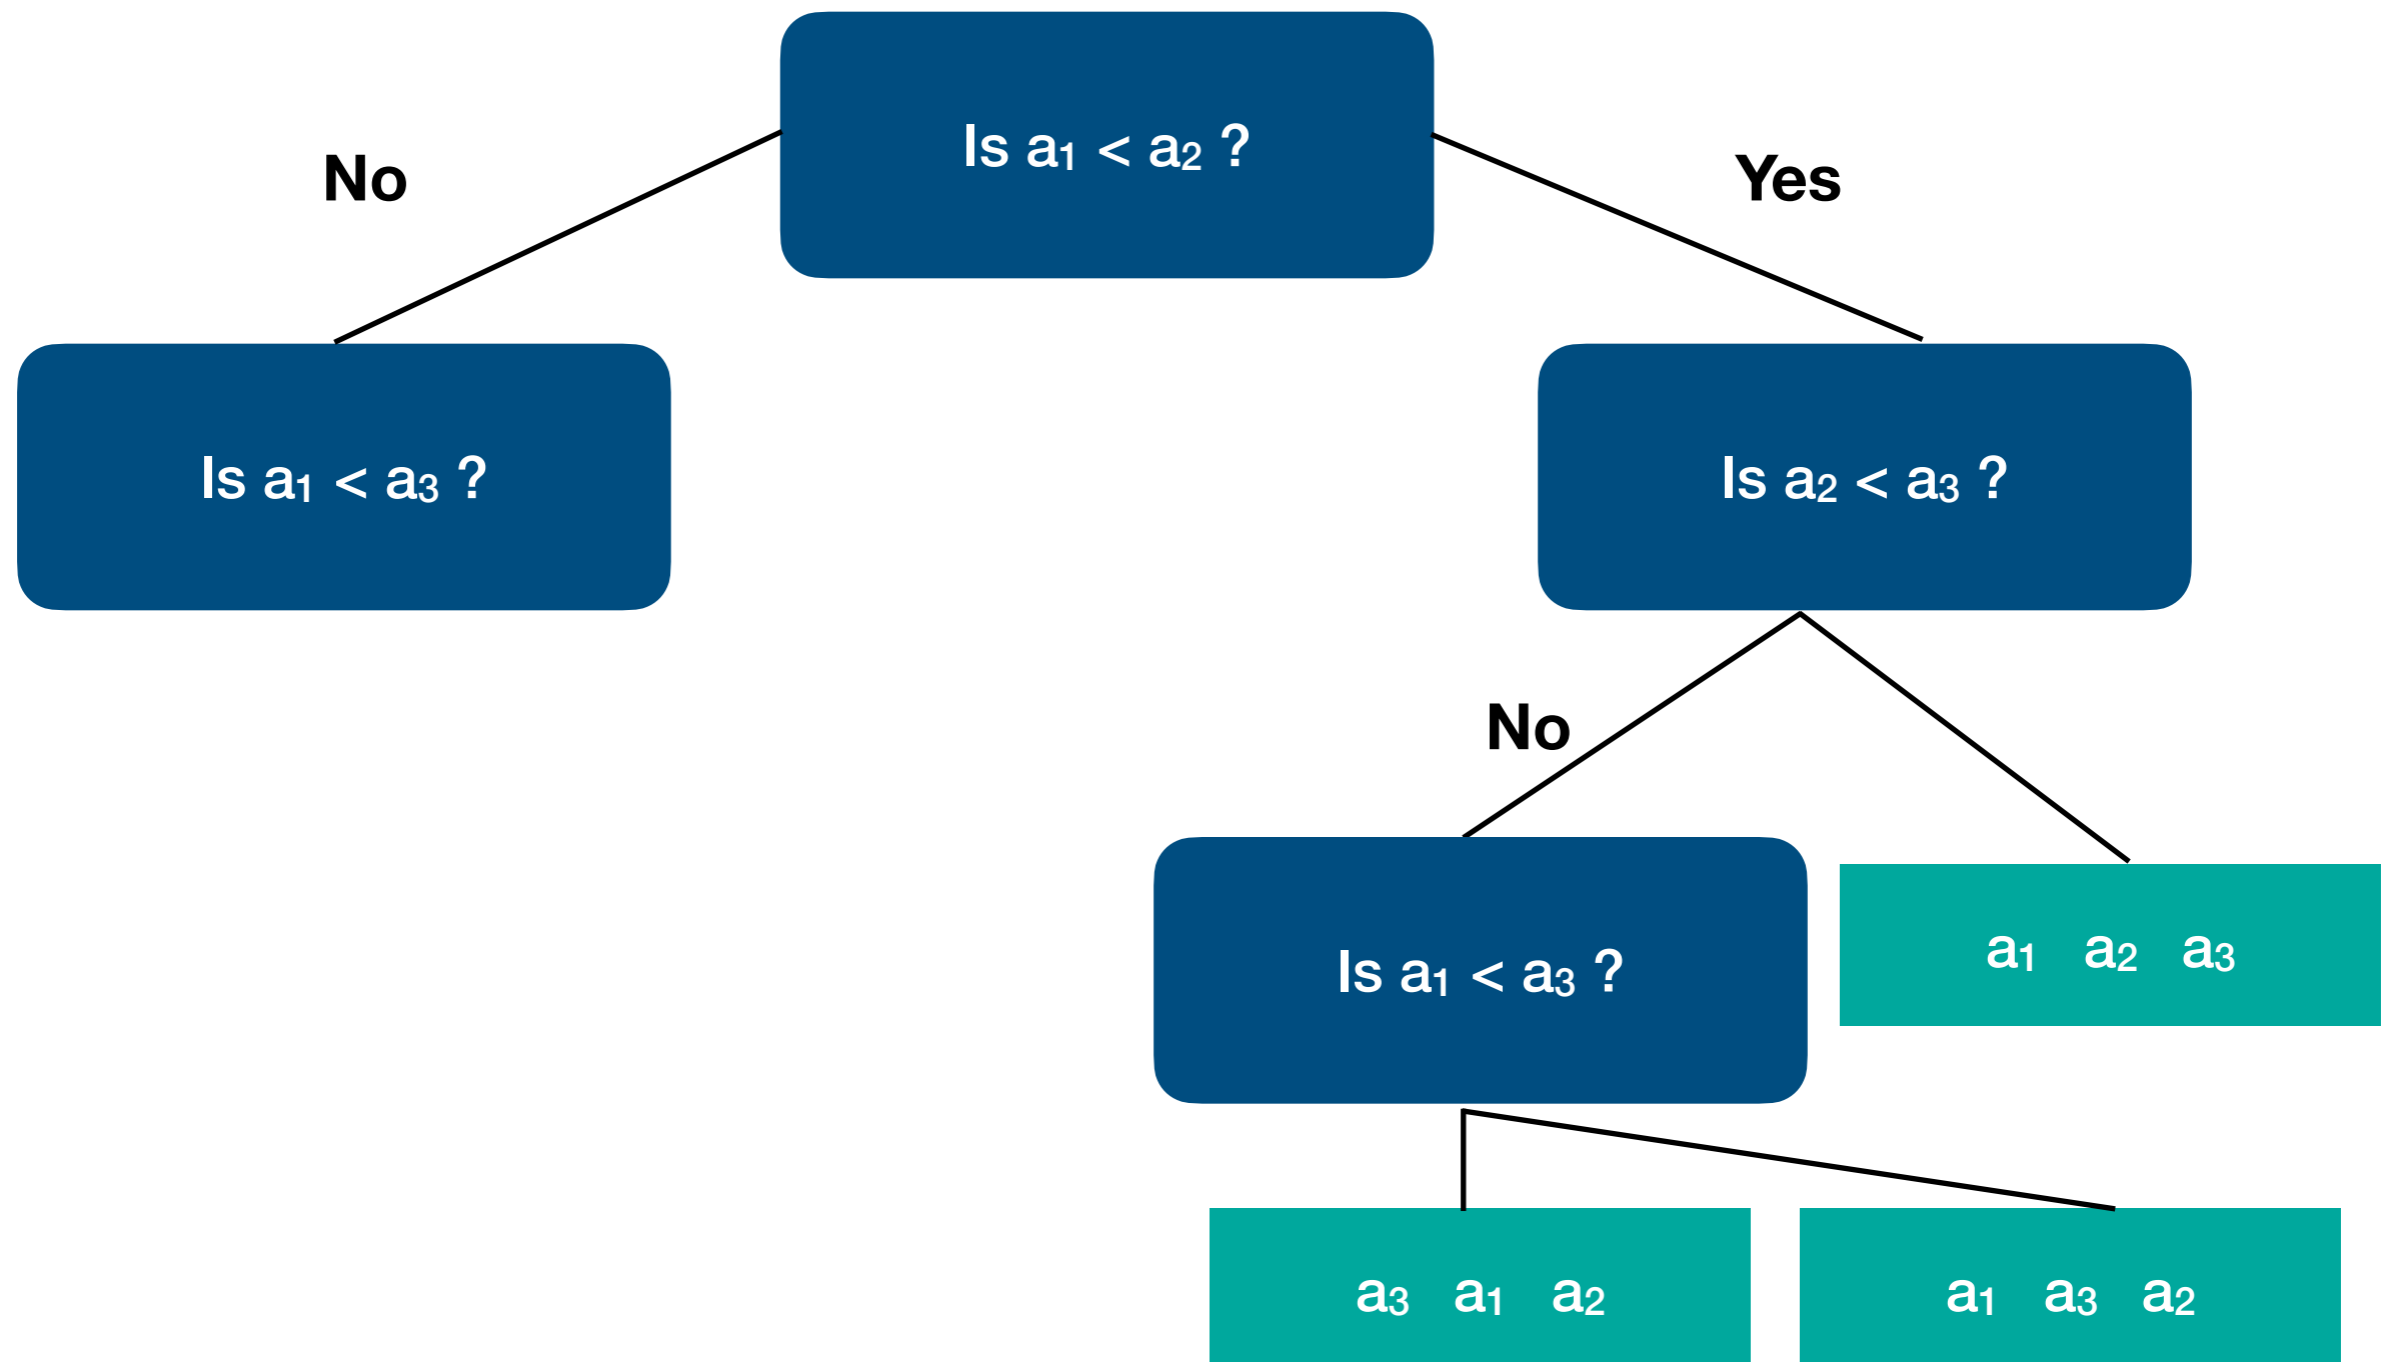 Is a₁ < a₂ ?
No
Yes
Is a₁ < a₃ ?
Is a₂ < a₃ ?
No
Is a₁ < a₃ ?
a₁ a₂ a₃
a₃ a₁ a₂
a₁ a₃ a₂